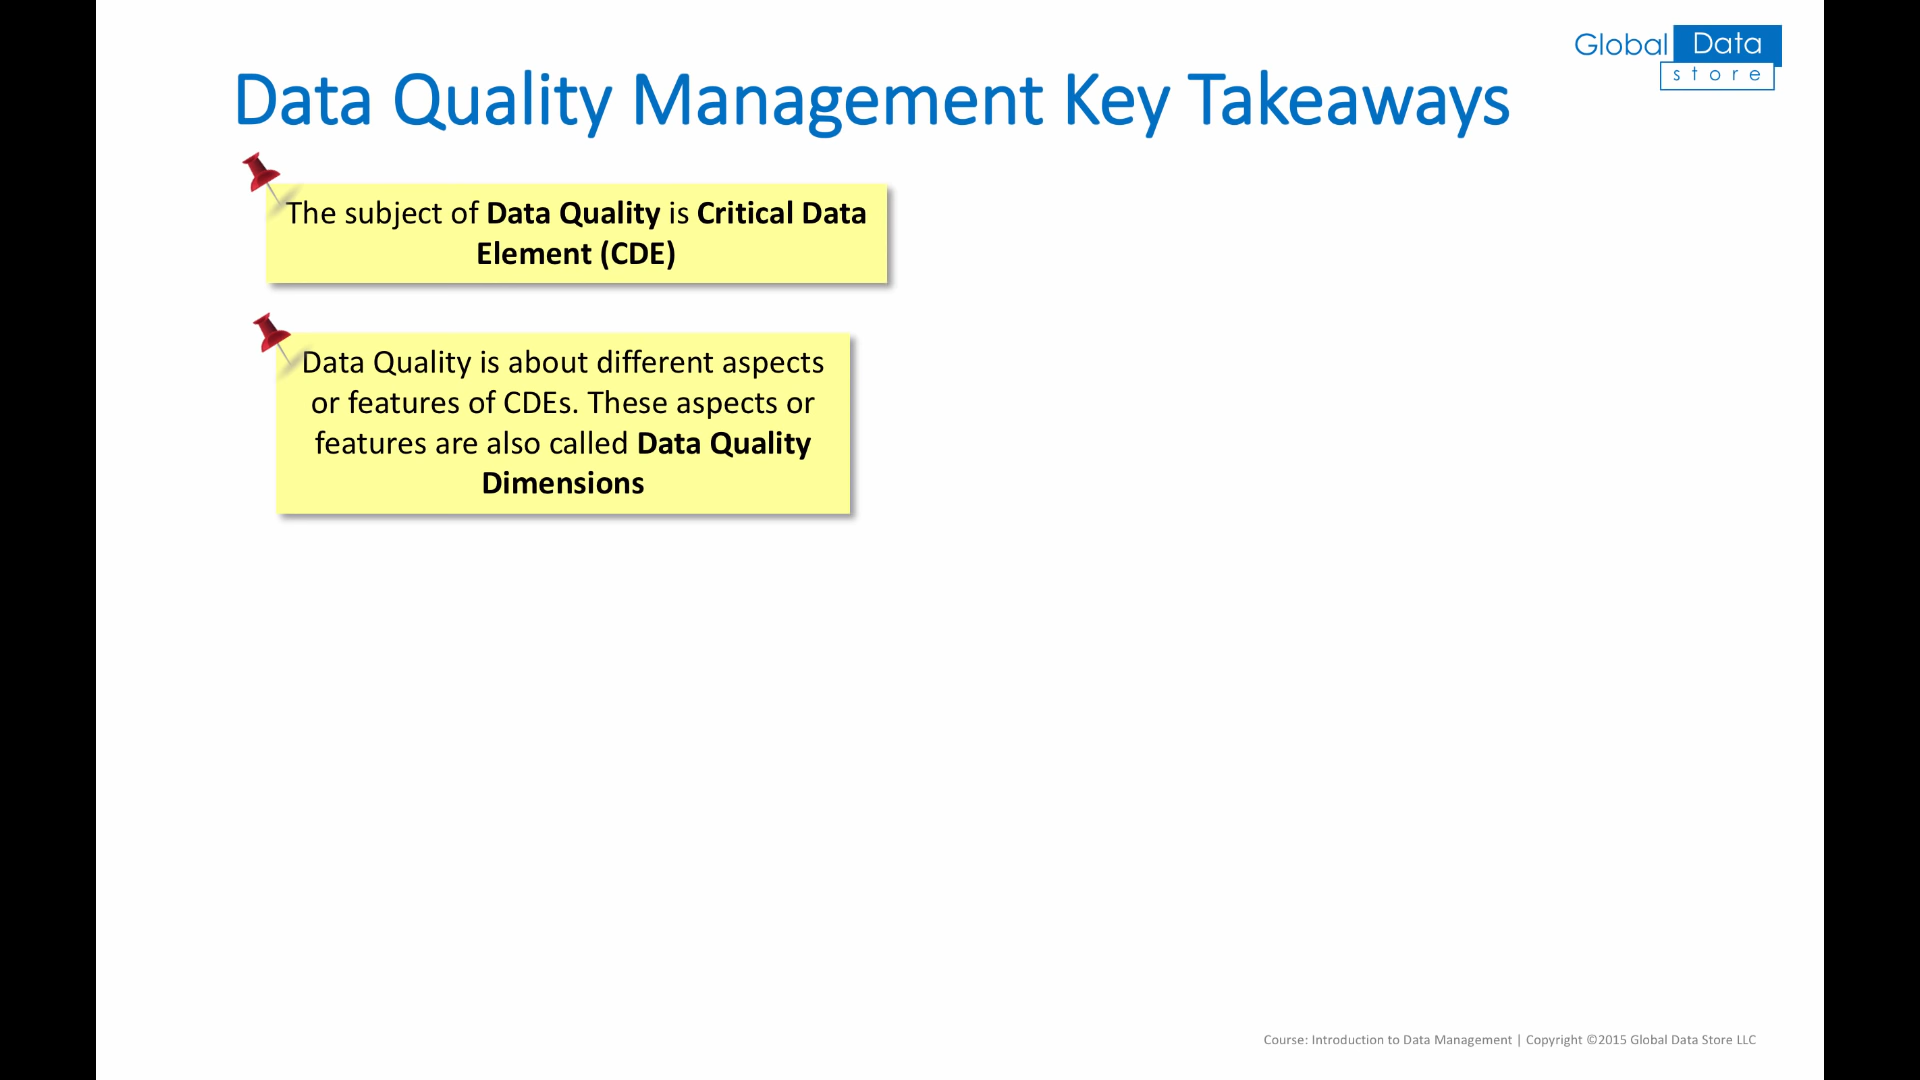 Global Data
store
Data Quality Management Key Takeaways
The subject of Data Quality is Critical Data
Element (CDE)
Data Quality is about different aspects
or features of CDEs. These aspects or
features are also called Data Quality
Dimensions
Course: Introduction to Data Management | Copyright ©2015 Global Data Store LLC